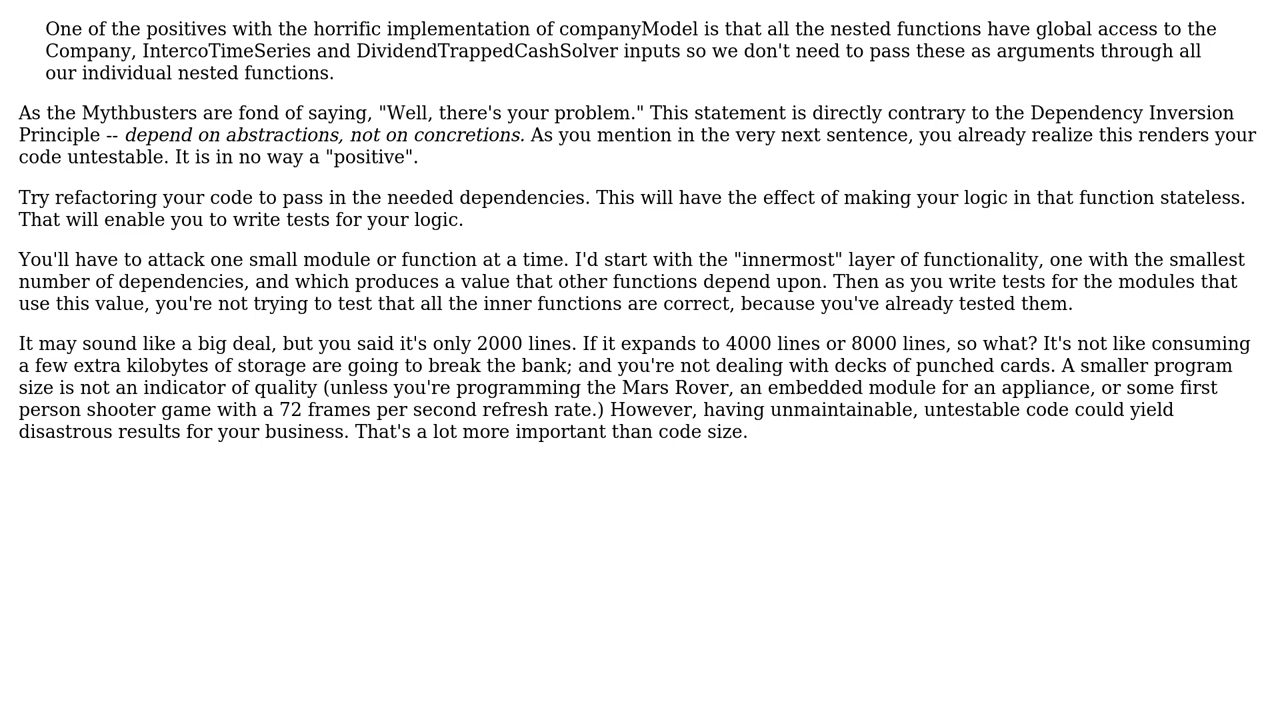 One of the positives with the horrific implementation of companyModel is that all the nested functions have global access to the
Company, IntercoTimeSeries and DividendTrappedCashSolver inputs so we don't need to pass these as arguments through all
our individual nested functions.
As the Mythbusters are fond of saying, "Well, there's your problem." This statement is directly contrary to the Dependency Inversion
Principle -- depend on abstractions, not on concretions. As you mention in the very next sentence, you already realize this renders your
code untestable. It is in no way a "positive".
Try refactoring your code to pass in the needed dependencies. This will have the effect of making your logic in that function stateless.
That will enable you to write tests for your logic.
You'll have to attack one small module or function at a time. I'd start with the "innermost" layer of functionality, one with the smallest
number of dependencies, and which produces a value that other functions depend upon. Then as you write tests for the modules that
use this value, you're not trying to test that all the inner functions are correct, because you've already tested them.
It may sound like a big deal, but you said it's only 2000 lines. If it expands to 4000 lines or 8000 lines, so what? It's not like consuming
a few extra kilobytes of storage are going to break the bank; and you're not dealing with decks of punched cards. A smaller program
size is not an indicator of quality (unless you're programming the Mars Rover, an embedded module for an appliance, or some first
person shooter game with a 72 frames per second refresh rate.) However, having unmaintainable, untestable code could yield
disastrous results for your business. That's a lot more important than code size.